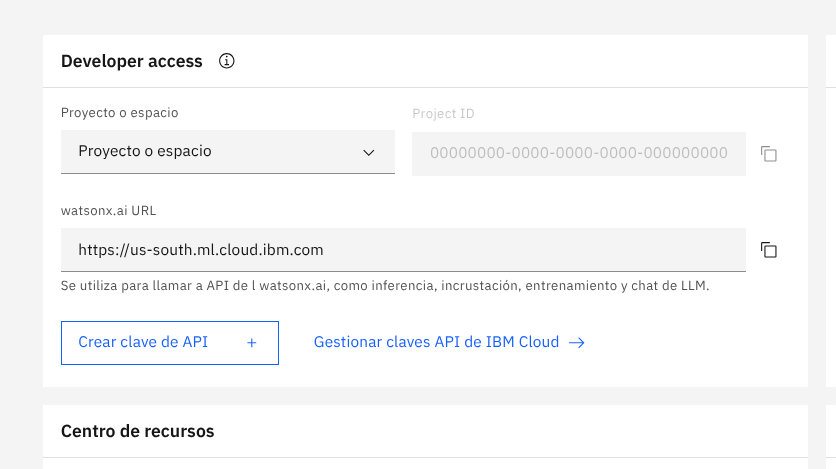 Developer access
Proyecto o espacio
Project ID
Proyecto o espacio
00000000-0000-0000-0000-000000000
watsonx.ai URL
https://us-south.ml.cloud.ibm.com
Se utiliza para llamar a API de l watsonx.ai, como inferencia, incrustación, entrenamiento y chat de LLM.
Crear clave de API +
Gestionar claves API de IBM Cloud →
Centro de recursos